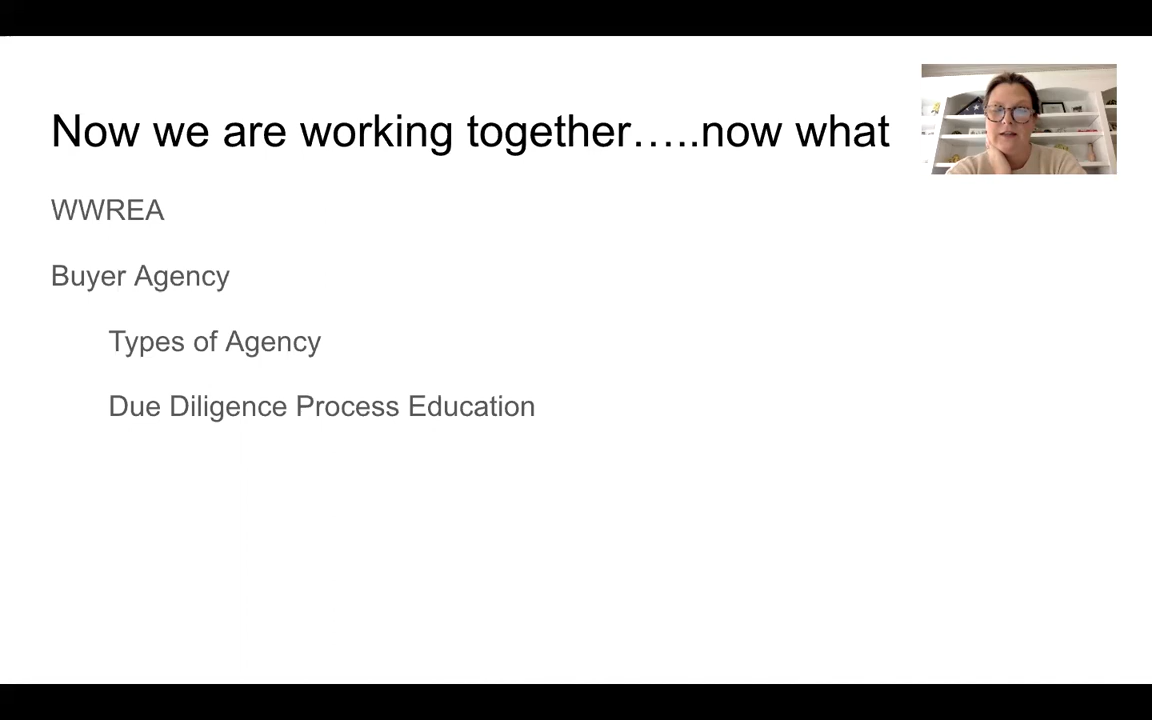 Now we are working together…..now what
WWREA
Buyer Agency
Types of Agency
Due Diligence Process Education